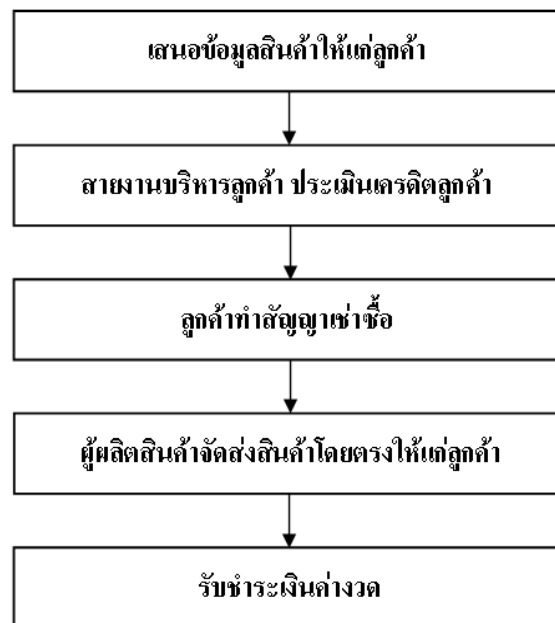 เสนอข้อมูลสินค้าให้แก่ลูกค้า
สายงานบริหารลูกค้า ประเมินเครดิตลูกค้า
ลูกค้าทำสัญญาเช่าซื้อ
ผู้ผลิตสินค้าจัดส่งสินค้าโดยตรงให้แก่ลูกค้า
รับชำระเงินค่างวด